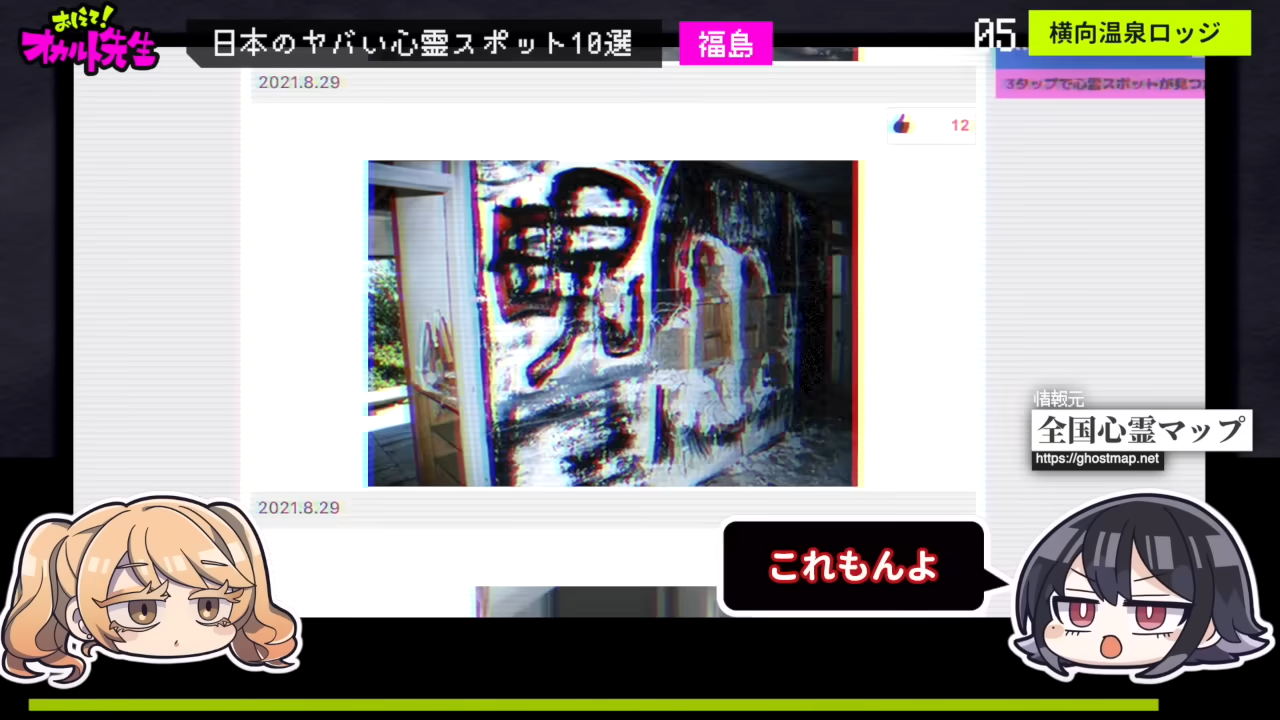 おしえて!
オカルト先生
日本のヤバい心霊スポット10選
福島
05
横向温泉ロッジ
2021.8.29
3タップで心霊スポットが見つ
12
呪
情報元
全国心霊マップ
https://ghostmap.net
2021.8.29
これもんよ